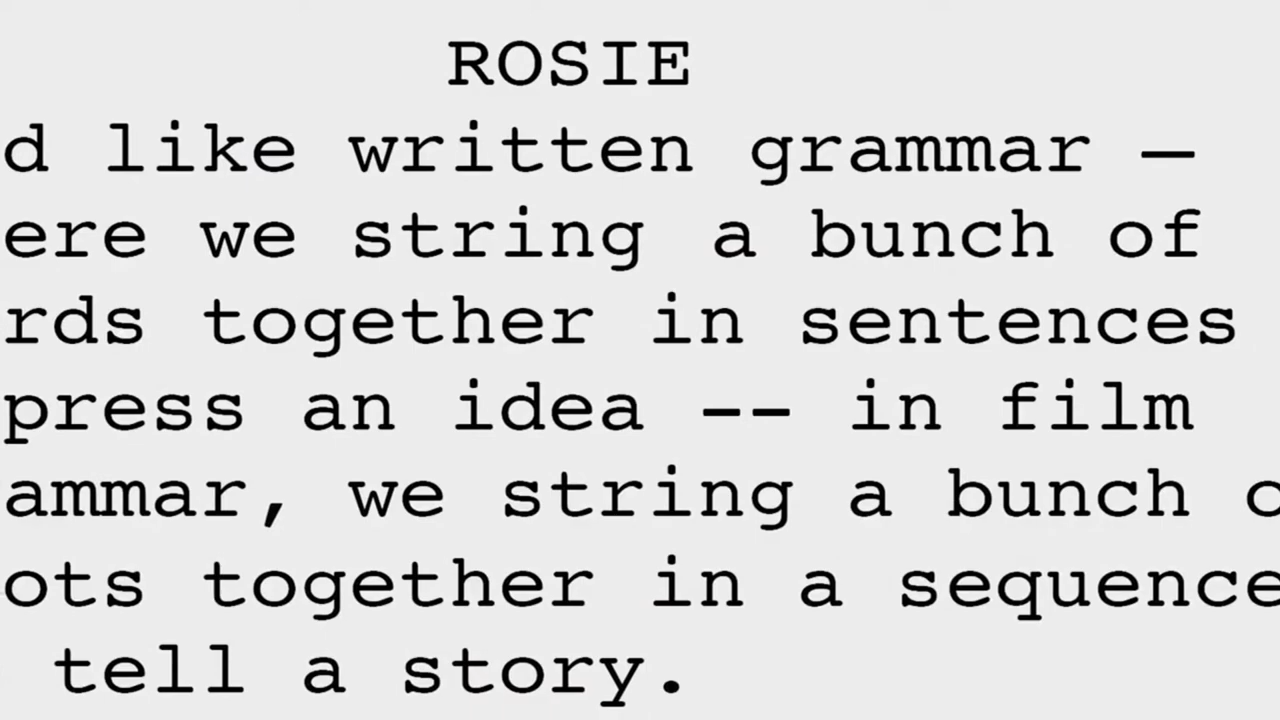 ROSIE
d like written grammar –
ere we string a bunch of
rds together in sentences
press an idea -- in film
ammar, we string a bunch o
ots together in a sequence
tell a story.